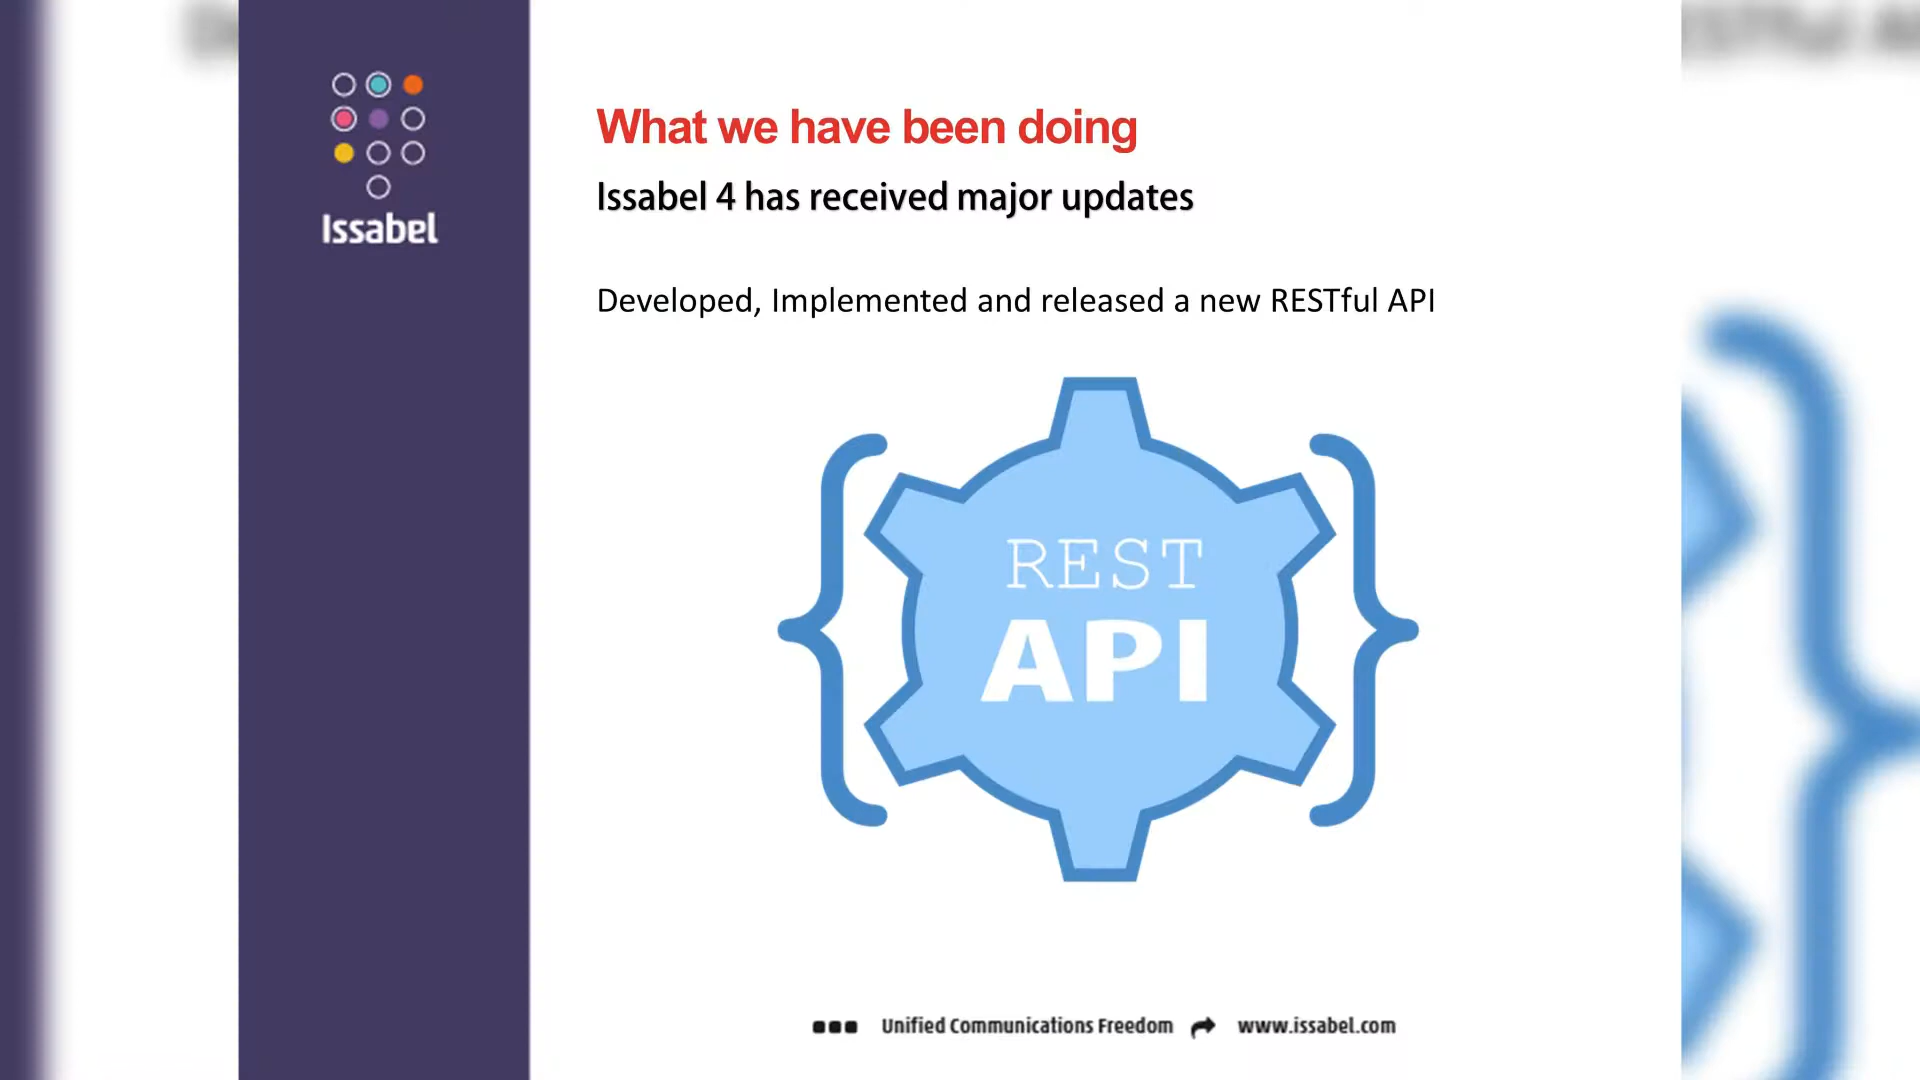 Issabel
What we have been doing
Issabel 4 has received major updates
Developed, Implemented and released a new RESTful API
REST
API
Unified Communications Freedom
www.issabel.com